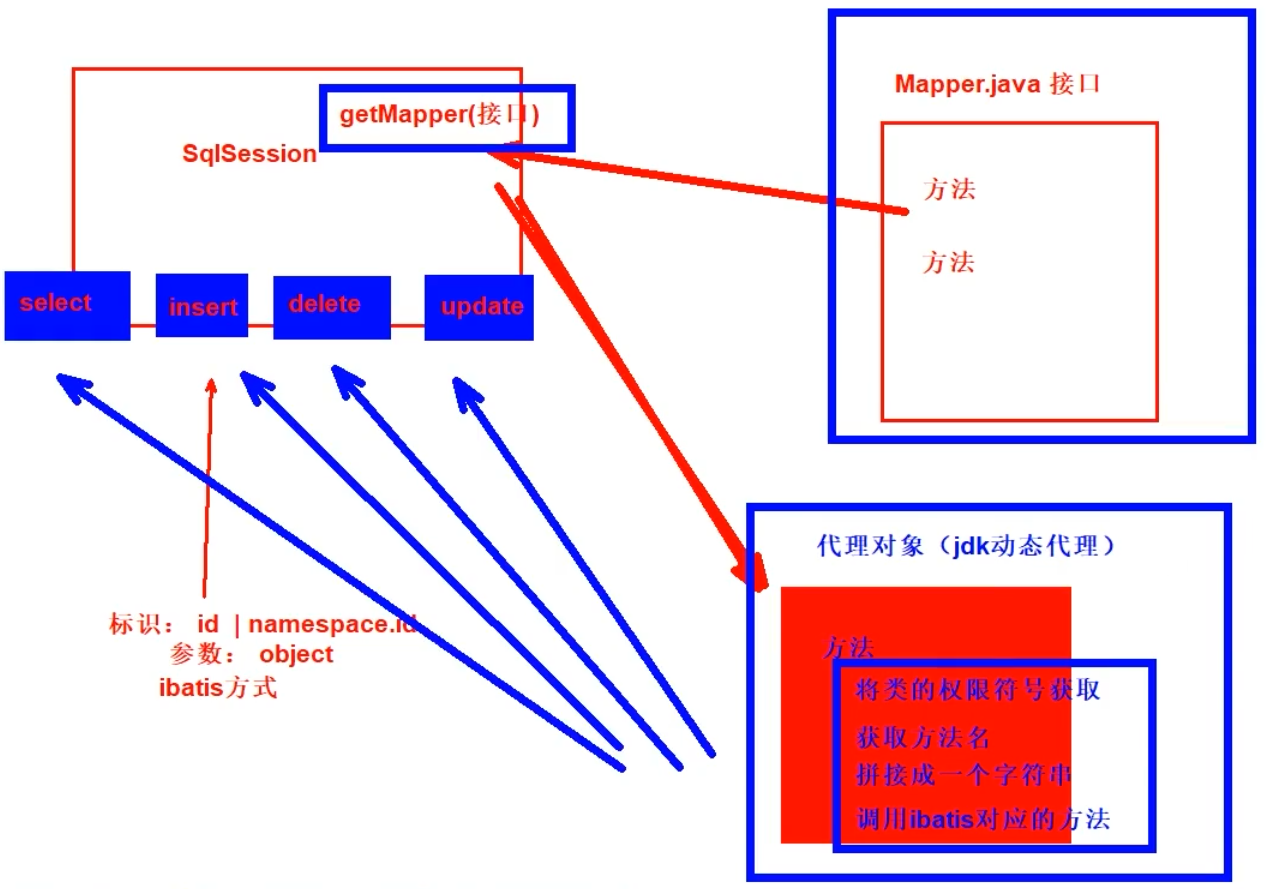 getMapper(接口)
SqlSession
select
insert
delete
update
标识： id | namespace.id
参数： object
ibatis方式
Mapper.java 接口
方法
方法
代理对象（jdk动态代理）
方法
将类的权限符号获取
获取方法名
拼接成一个字符串
调用ibatis对应的方法